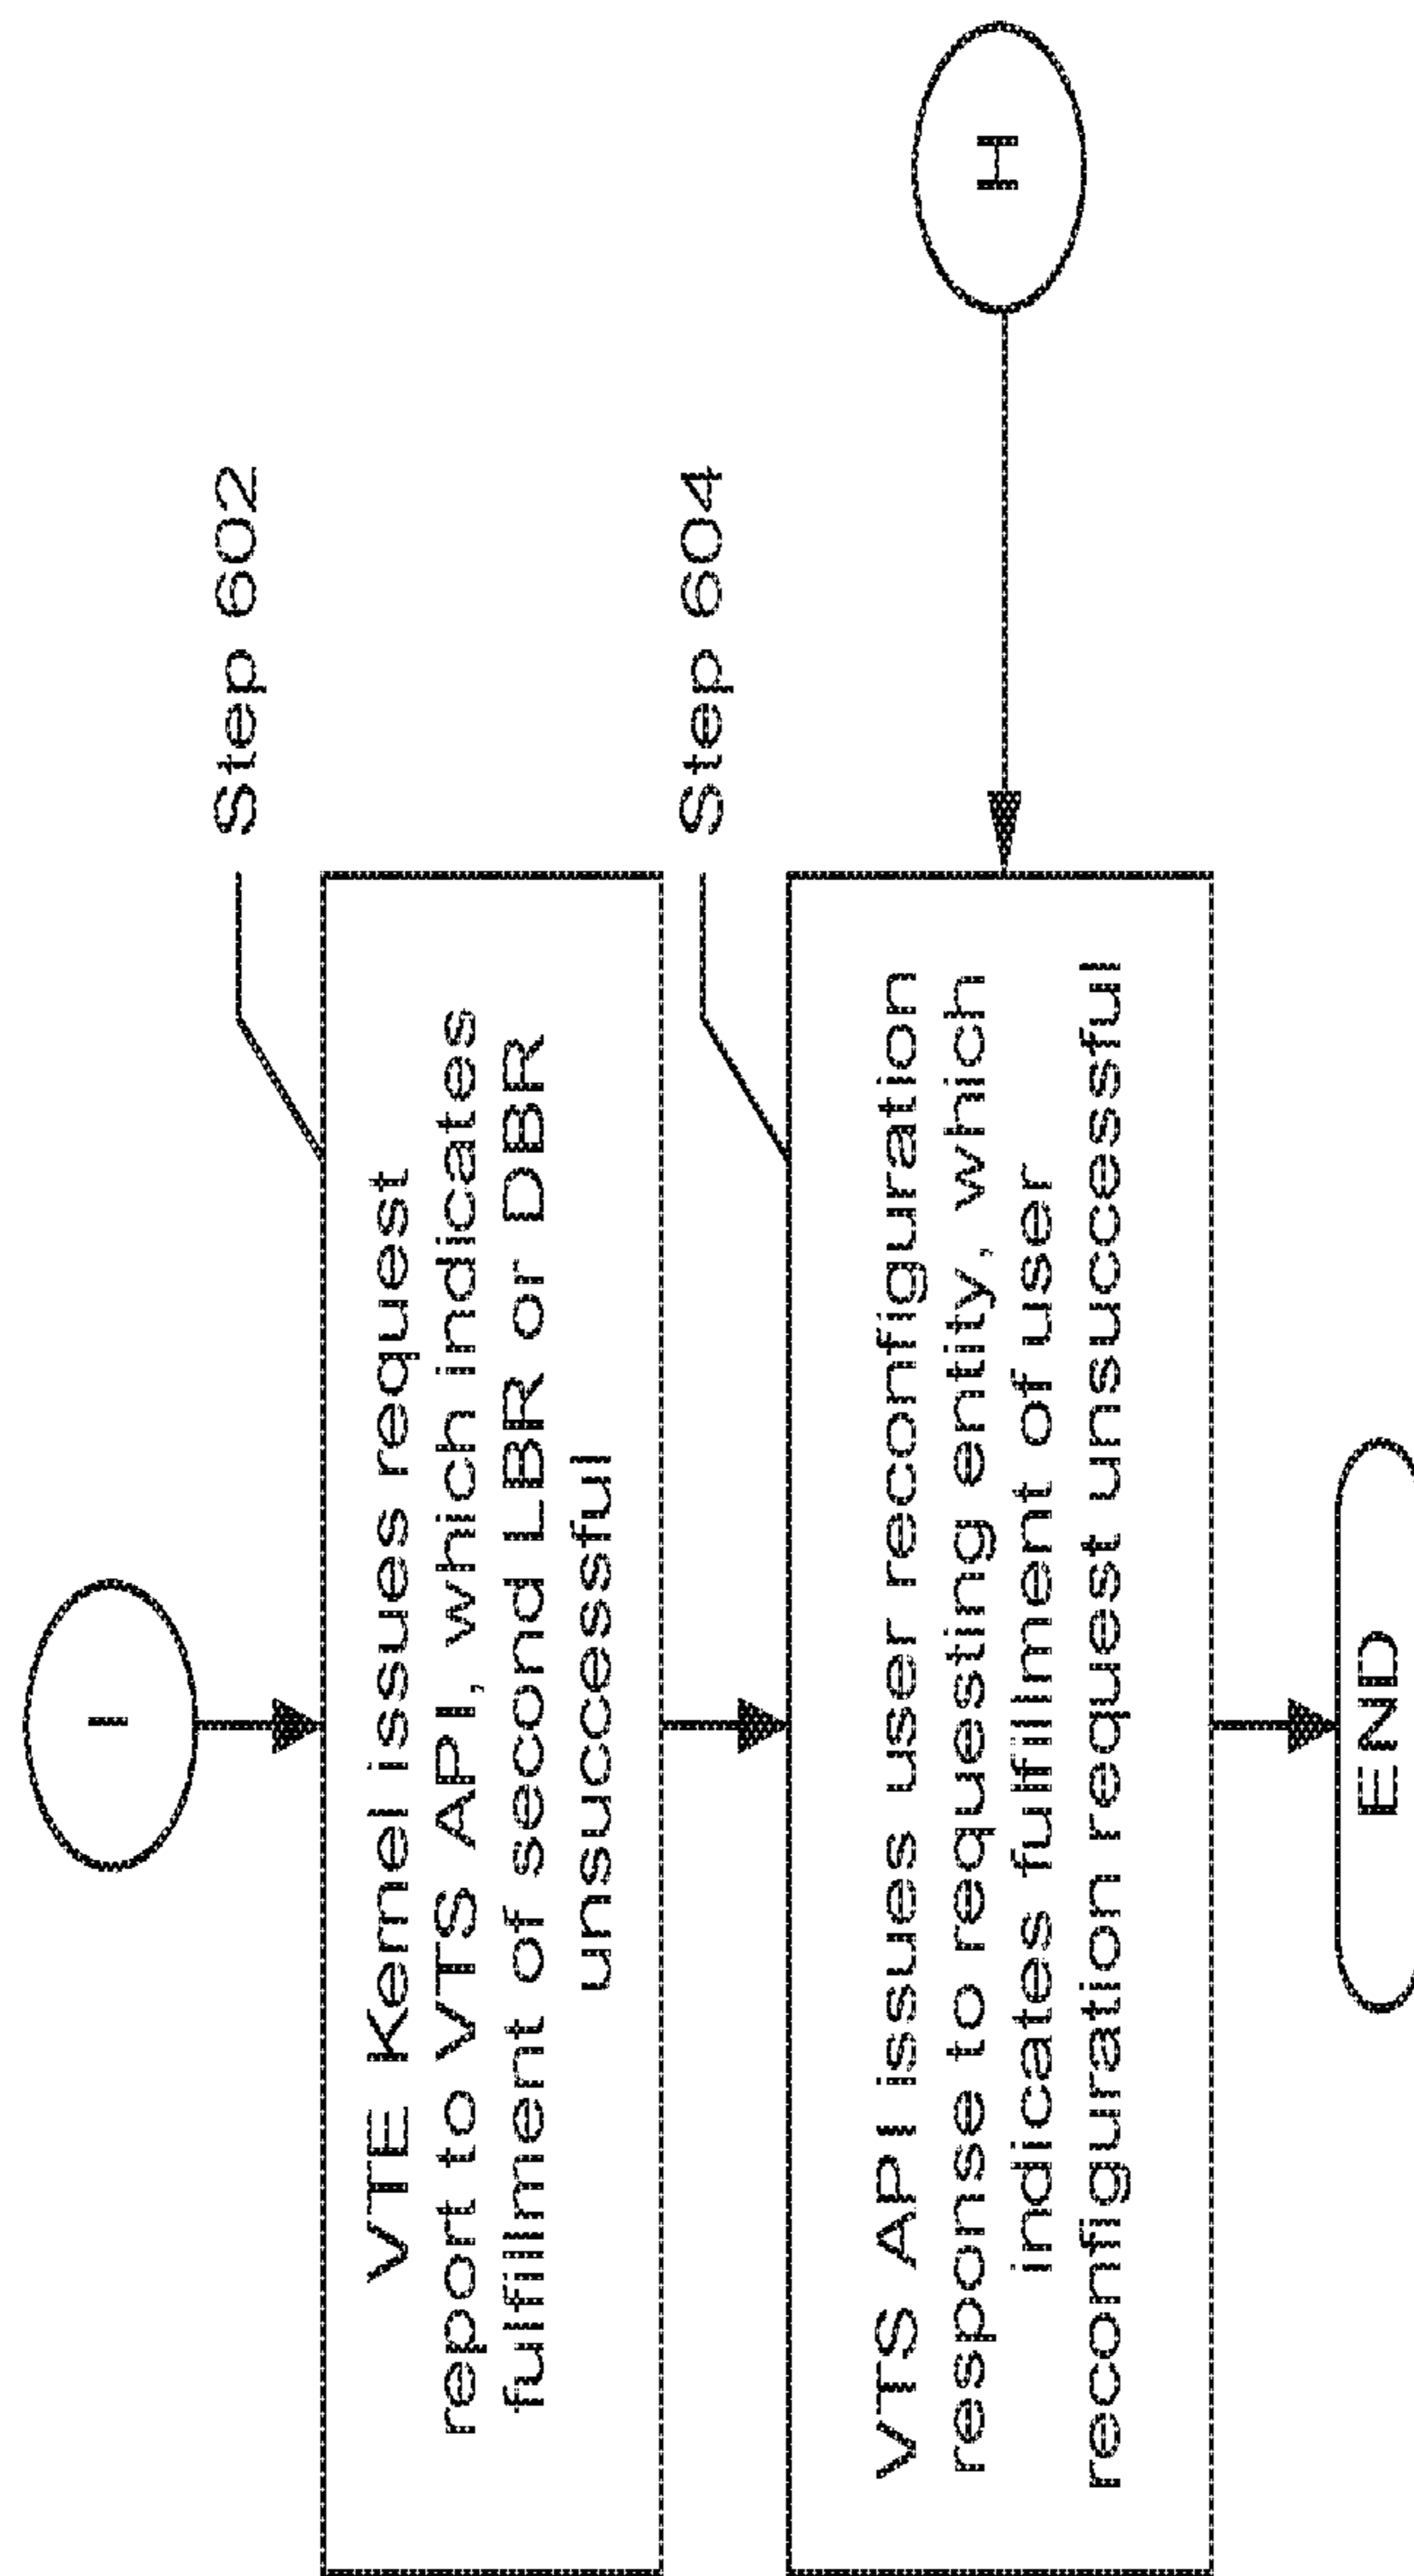 I
Step 602
VTE Kernel issues request
report to VTS API, which indicates
fulfillment of second LBR or DBR
unsuccessful
Step 604
VTS API issues user reconfiguration
response to requesting entity, which
indicates fulfillment of user
reconfiguration request unsuccessful
H
END